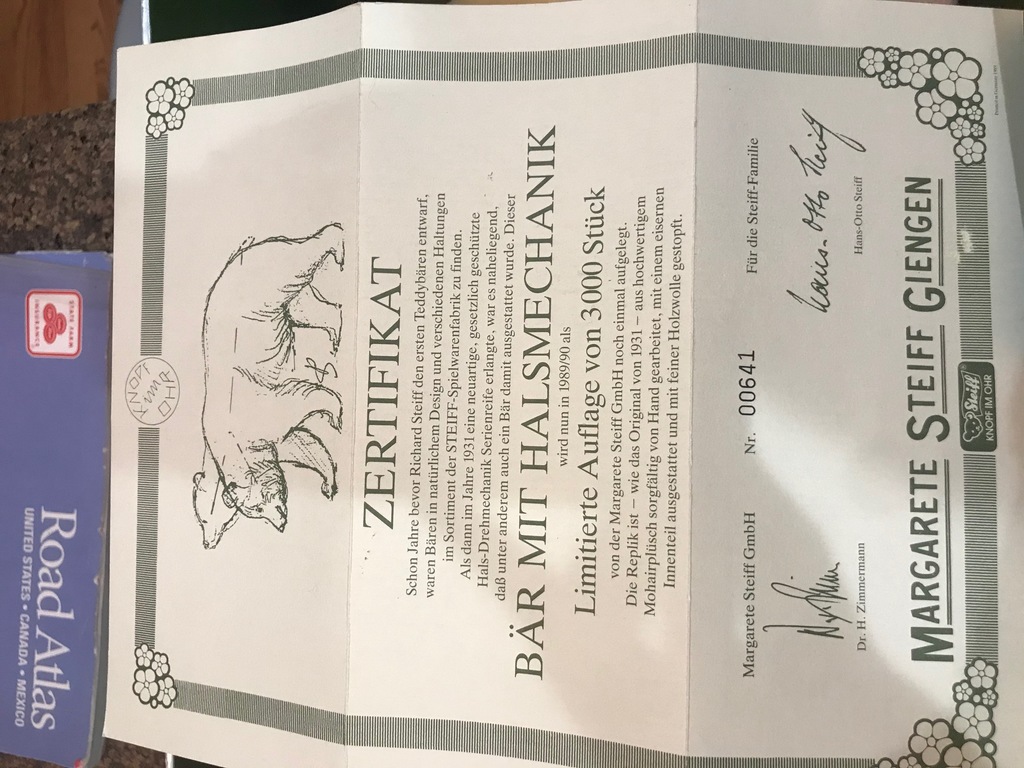 ZERTIFIKAT
Schon Jahre bevor Richard Steiff den ersten Teddybären entwarf,
waren Bären in natürlichem Design und verschiedenen Haltungen
im Sortiment der STEIFF-Spielwarenfabrik zu finden.
Als dann im Jahre 1931 eine neuartige, gesetzlich geschützte
Hals-Drehmechanik Serienreife erlangte, war es naheliegend,
daß unter anderem auch ein Bär damit ausgestattet wurde. Dieser
BÄR MIT HALSMECHANIK
wird nun in 1989/90 als
Limitierte Auflage von 3000 Stück
von der Margarete Steiff GmbH noch einmal aufgelegt.
Die Replik ist – wie das Original von 1931 – aus hochwertigem
Mohairplüsch sorgfältig von Hand gearbeitet, mit einem eisernen
Innenteil ausgestattet und mit feiner Holzwolle gestopft.
Nr. 00641
Margarete Steiff GmbH
Für die Steiff-Familie
Hans-Otto Steiff
Dr. H. Zimmermann
Hans-Otto Steiff
MARGARETE STEIFF GIENGEN
Steiff
KNOPF IM OHR
STATE FARM
INSURANCE
Road Atlas
UNITED STATES • CANADA • MEXICO